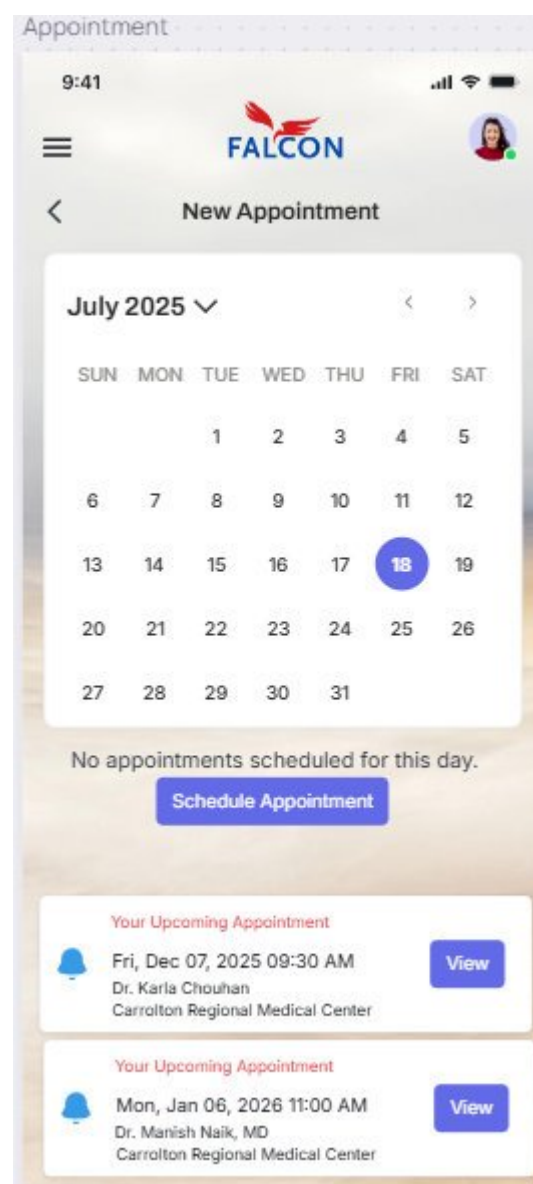 Appointment
9:41
FALCON
New Appointment
July 2025
SUN MON TUE WED THU FRI SAT
1 2 3 4 5
6 7 8 9 10 11 12
13 14 15 16 17 18 19
20 21 22 23 24 25 26
27 28 29 30 31
No appointments scheduled for this day.
Schedule Appointment
Your Upcoming Appointme
Fri, Dec 07, 2025 09:30 AM
View
Dr. Karla Chouhan
Carrolton Regional Medical Center
Your Upcoming Appointme
Mon, Jan 06, 2026 11:00 AM
View
Dr. Manish Naik, MD
Carrolton Regional Medical Center